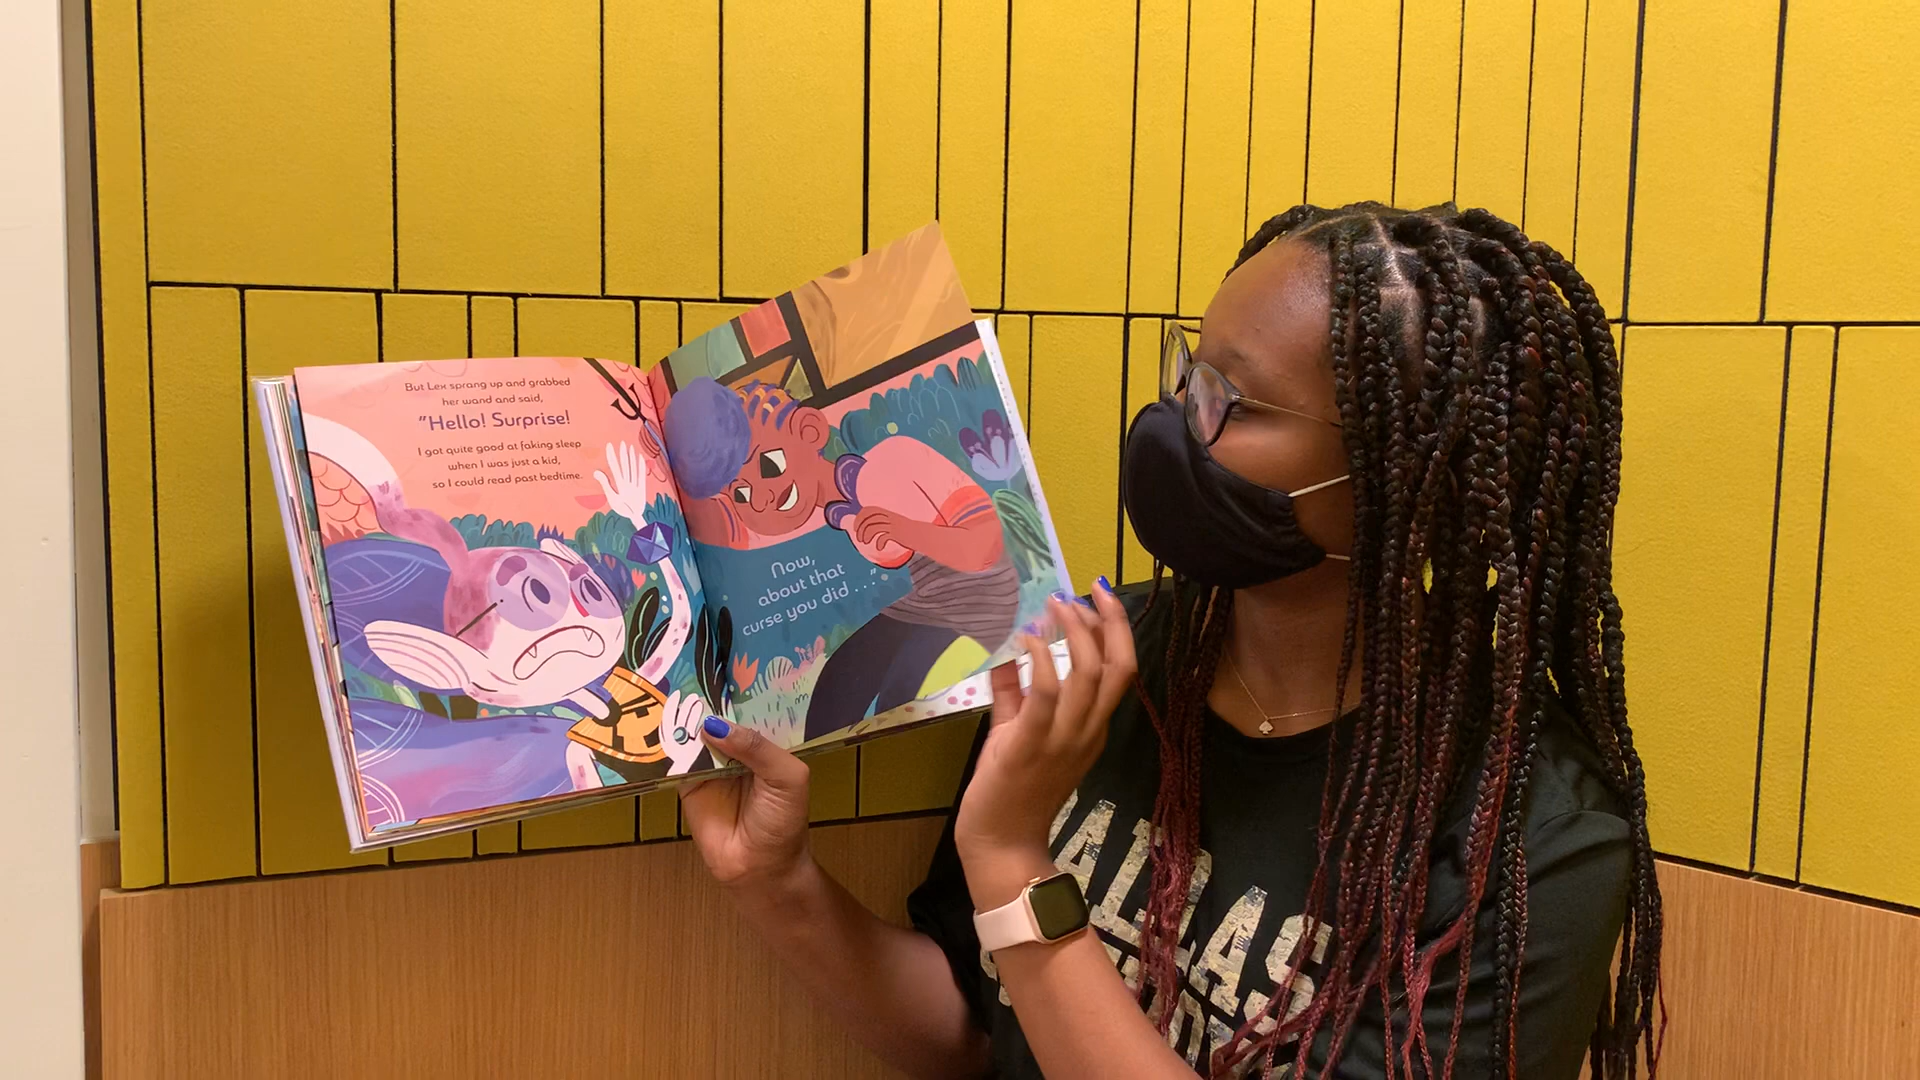 But Lex sprang up and grabbed
her wand and said,
"Hello! Surprise!
I got quite good at faking sleep
when I was just a kid,
so I could read past bedtime.
Now,
about that
curse you did . . ."
DALLAS